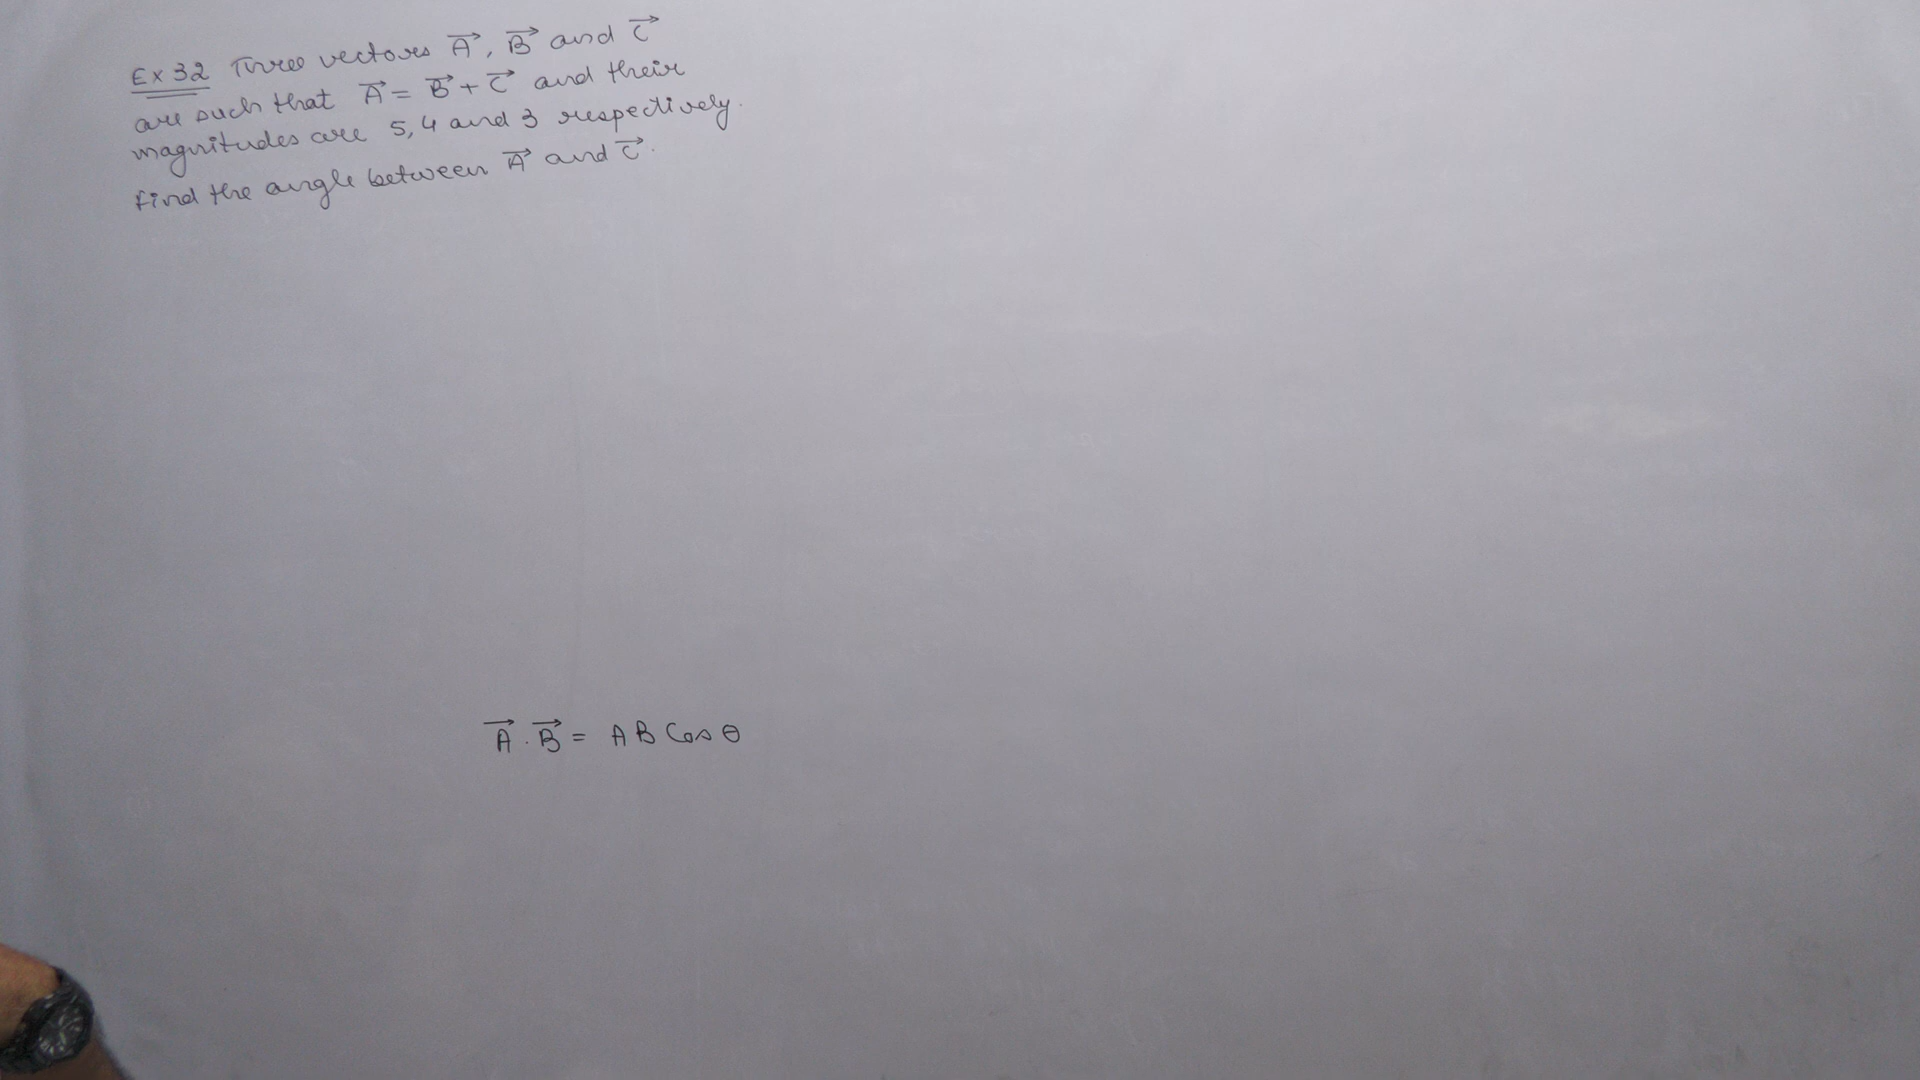 Ex 32 Three vectors A⃗, B⃗ and C⃗
are such that A⃗ = B⃗ + C⃗ and their
magnitudes are 5, 4 and 3 respectively.
find the angle between A⃗ and C⃗.
A⃗ . B⃗ = A B Cos θ